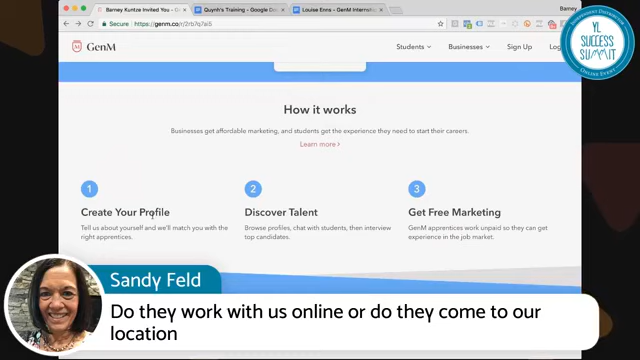 Barney Kuntze Invited You - G
Quynh's Training - Google Do
Louise Enns - GenM Internsh
Barney
Secure
https://genm.co/r/2rb7q7ai5
GenM
Students
Businesses
Sign Up
Log
INDEPENDENT DISTRIBUTOR
YL
SUCCESS
SUMMIT
ONLINE EVENT
How it works
Businesses get affordable marketing, and students get the experience they need to start their careers.
Learn more >
1
2
3
Create Your Profile
Discover Talent
Get Free Marketing
Tell us about yourself and we'll match you with the
right apprentices.
Browse profiles, chat with students, then interview
top candidates.
GenM apprentices work unpaid so they can get
experience in the job market.
Sandy Feld
Do they work with us online or do they come to our
location